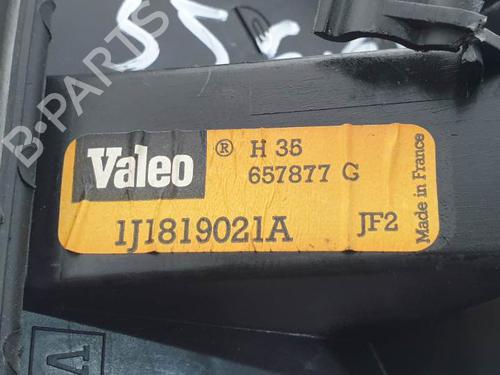 Valeo ® H 35
657877 G
1J1819021A JF2
Made in France
B-PARTS